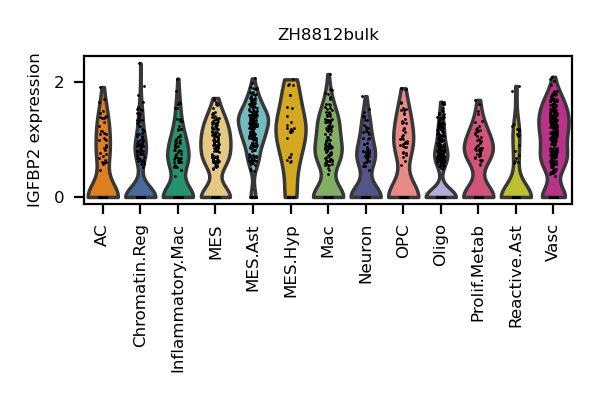 ZH8812bulk
IGFBP2 expression
2
0
AC
Chromatin.Reg
Inflammatory.Mac
MES
MES.Ast
MES.Hyp
Mac
Neuron
OPC
Oligo
Prolif.Metab
Reactive.Ast
Vasc